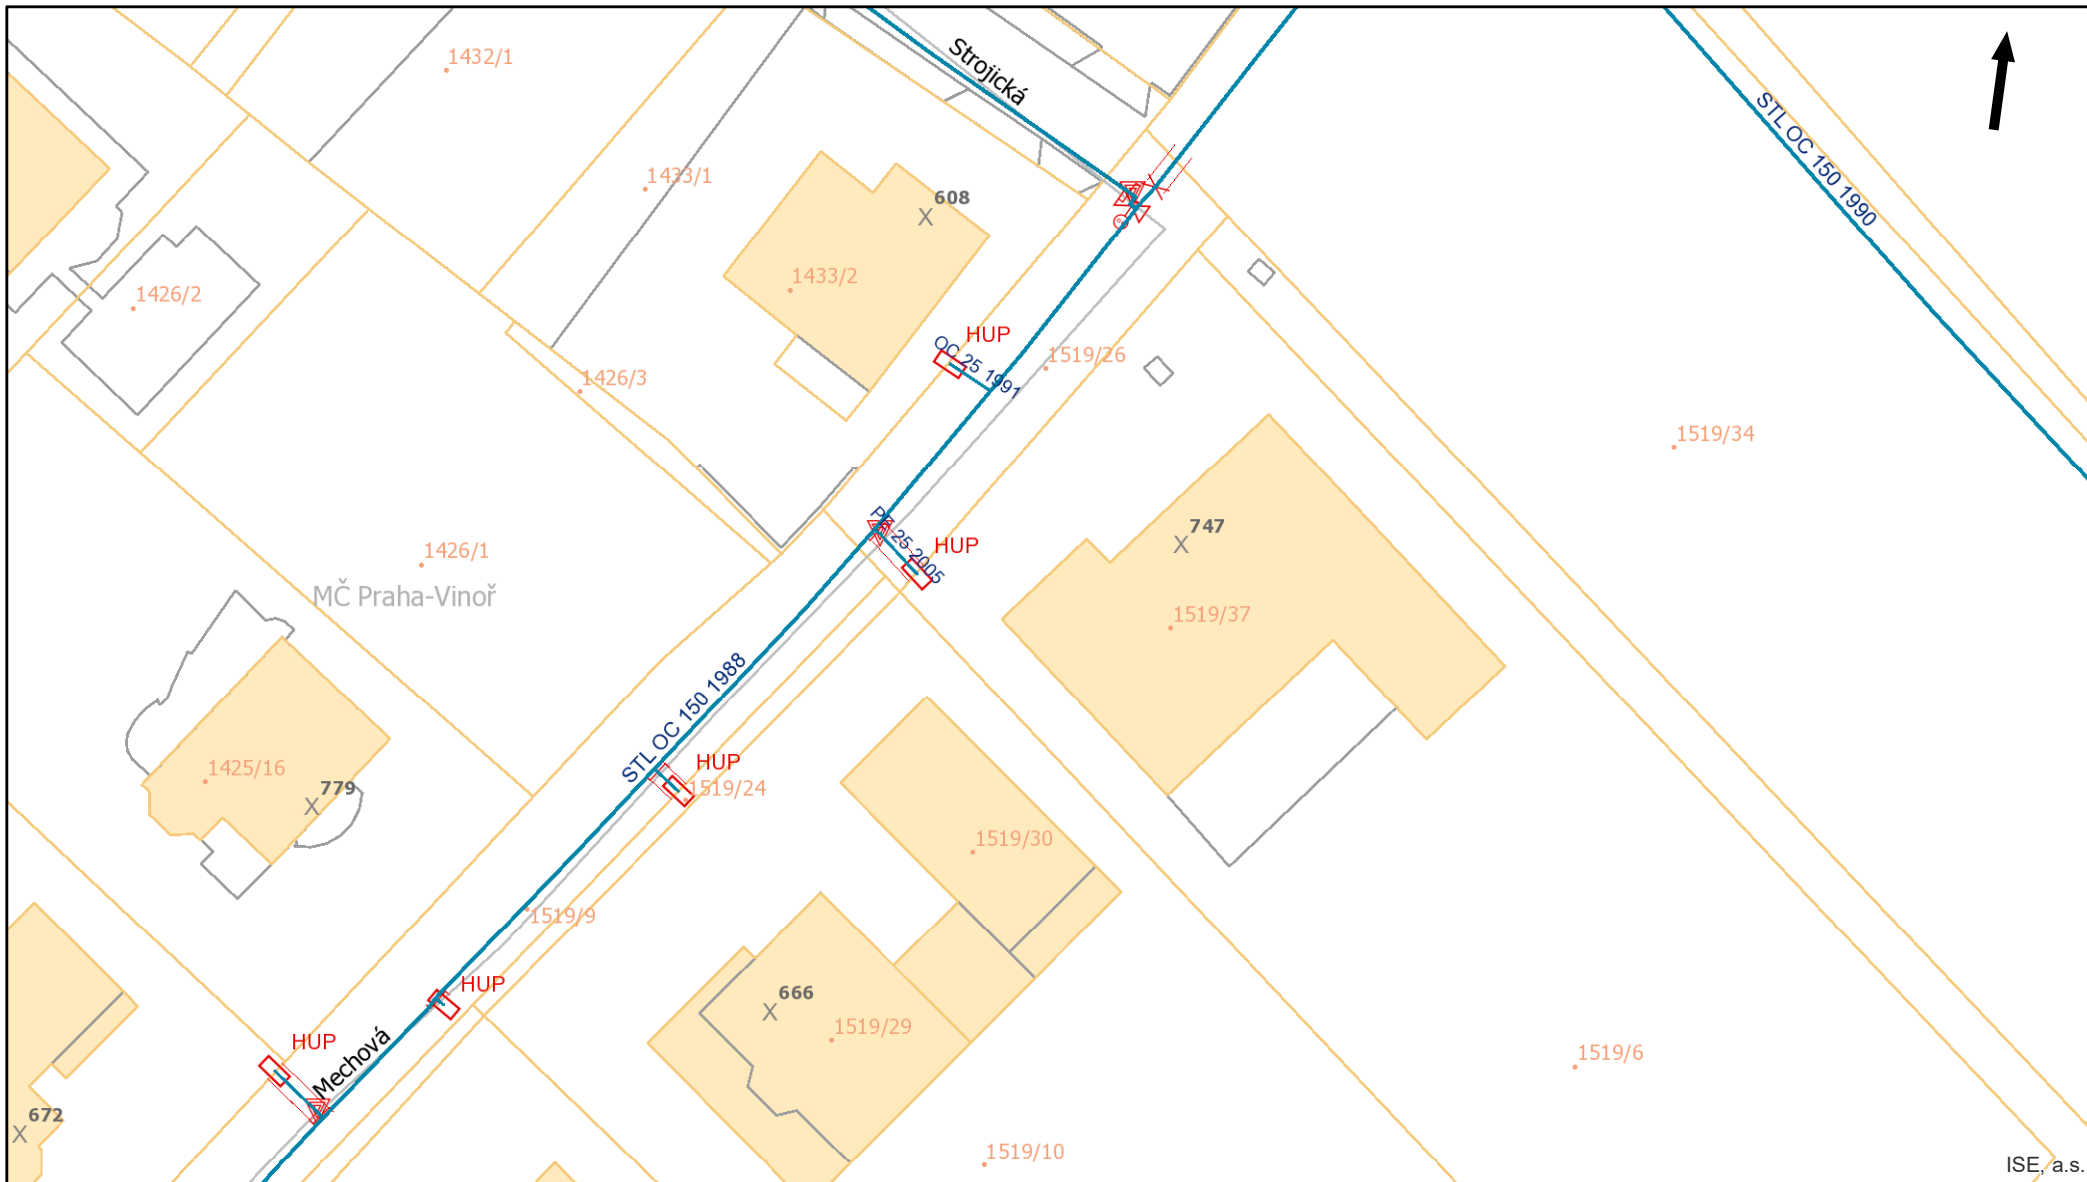 1432/1
Strojická
STL OC 150 1990
1433/1
608
1433/2
1426/2
HUP
OC 25 1991
1519/26
1426/3
1519/34
747
HUP
25 2005
1426/1
MČ Praha-Vinoř
1519/37
STL OC 150 1988
HUP
1519/24
1425/16
779
1519/30
1519/9
HUP
666
1519/29
HUP
Mechová
1519/6
672
1519/10
ISE, a.s.